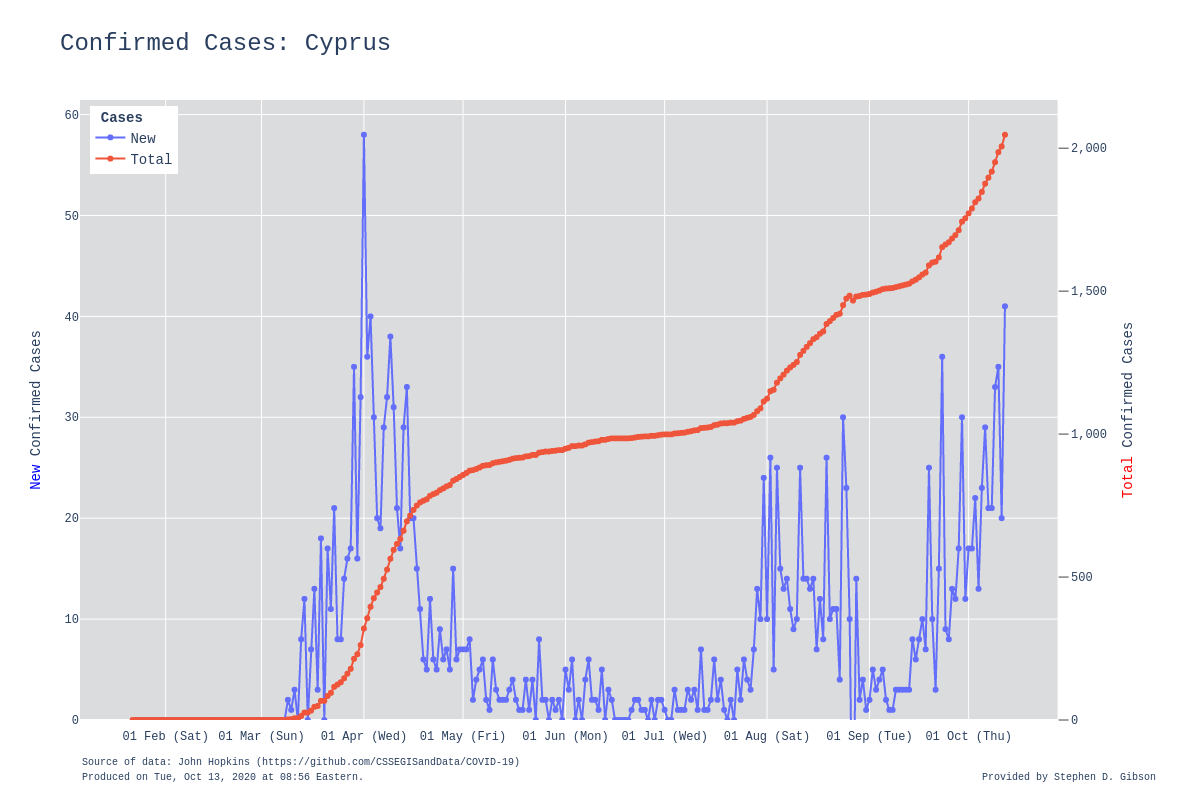 Confirmed Cases: Cyprus
Cases
New
Total
60
50
40
30
20
10
0
2,000
1,500
1,000
500
0
New Confirmed Cases
Total Confirmed Cases
01 Feb (Sat) 01 Mar (Sun) 01 Apr (Wed) 01 May (Fri) 01 Jun (Mon) 01 Jul (Wed) 01 Aug (Sat) 01 Sep (Tue) 01 Oct (Thu)
Source of data: John Hopkins (https://github.com/CSSEGISandData/COVID-19)
Produced on Tue, Oct 13, 2020 at 08:56 Eastern.
Provided by Stephen D. Gibson